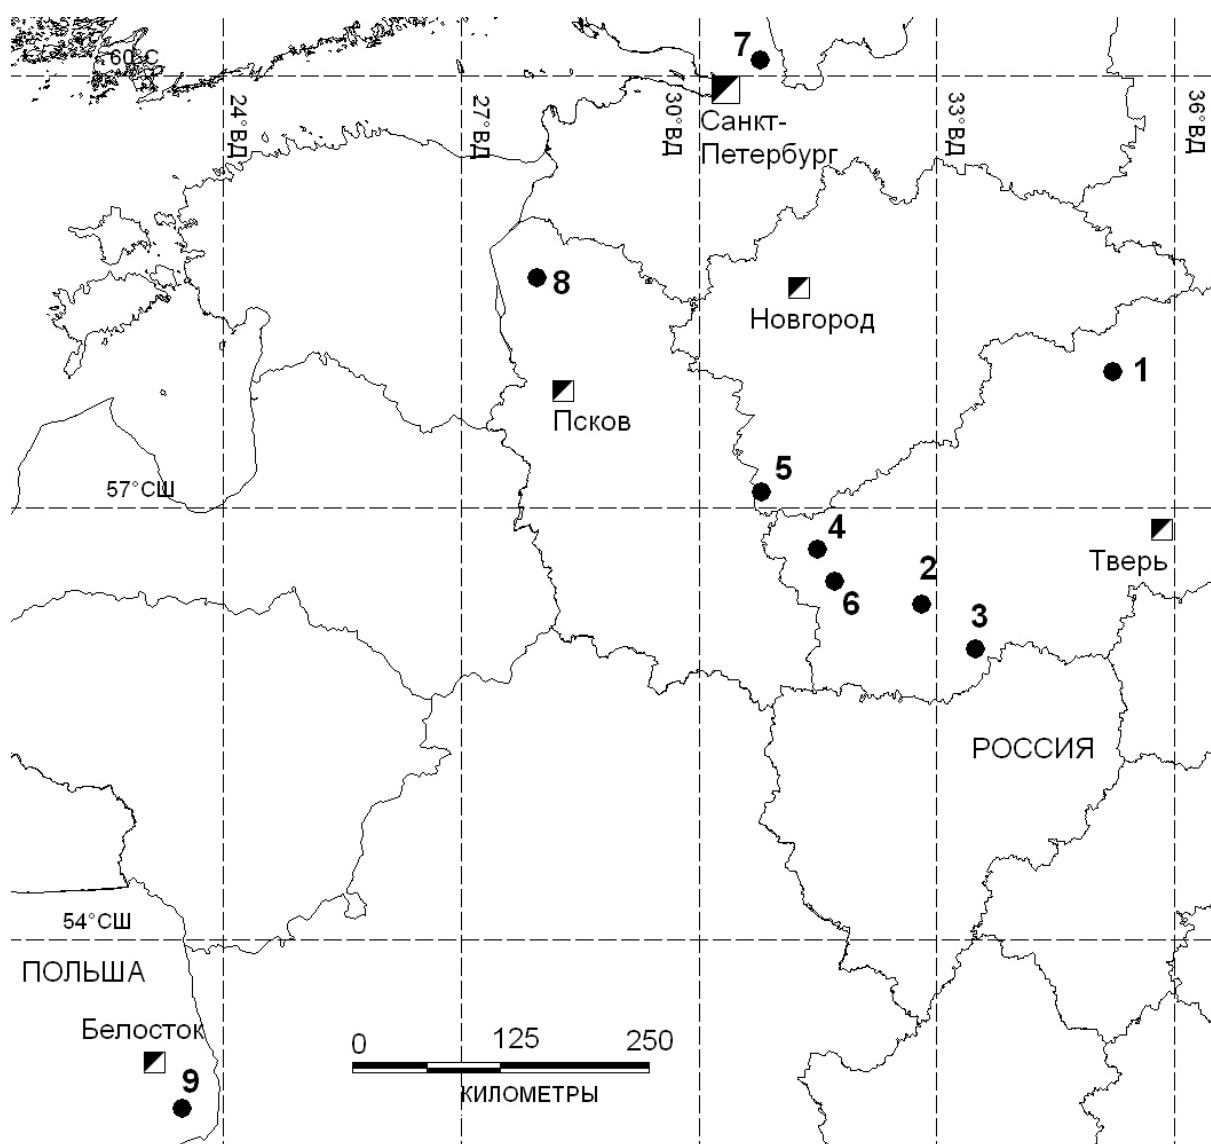 7
60°С
24°ВД
27°ВД
30°ВД
33°ВД
36°ВД
Санкт-
Петербург
8
Новгород
1
Псков
5
57°СШ
4
Тверь
2
6
3
РОССИЯ
54°СШ
ПОЛЬША
Белосток
0 125 250
КИЛОМЕТРЫ
9